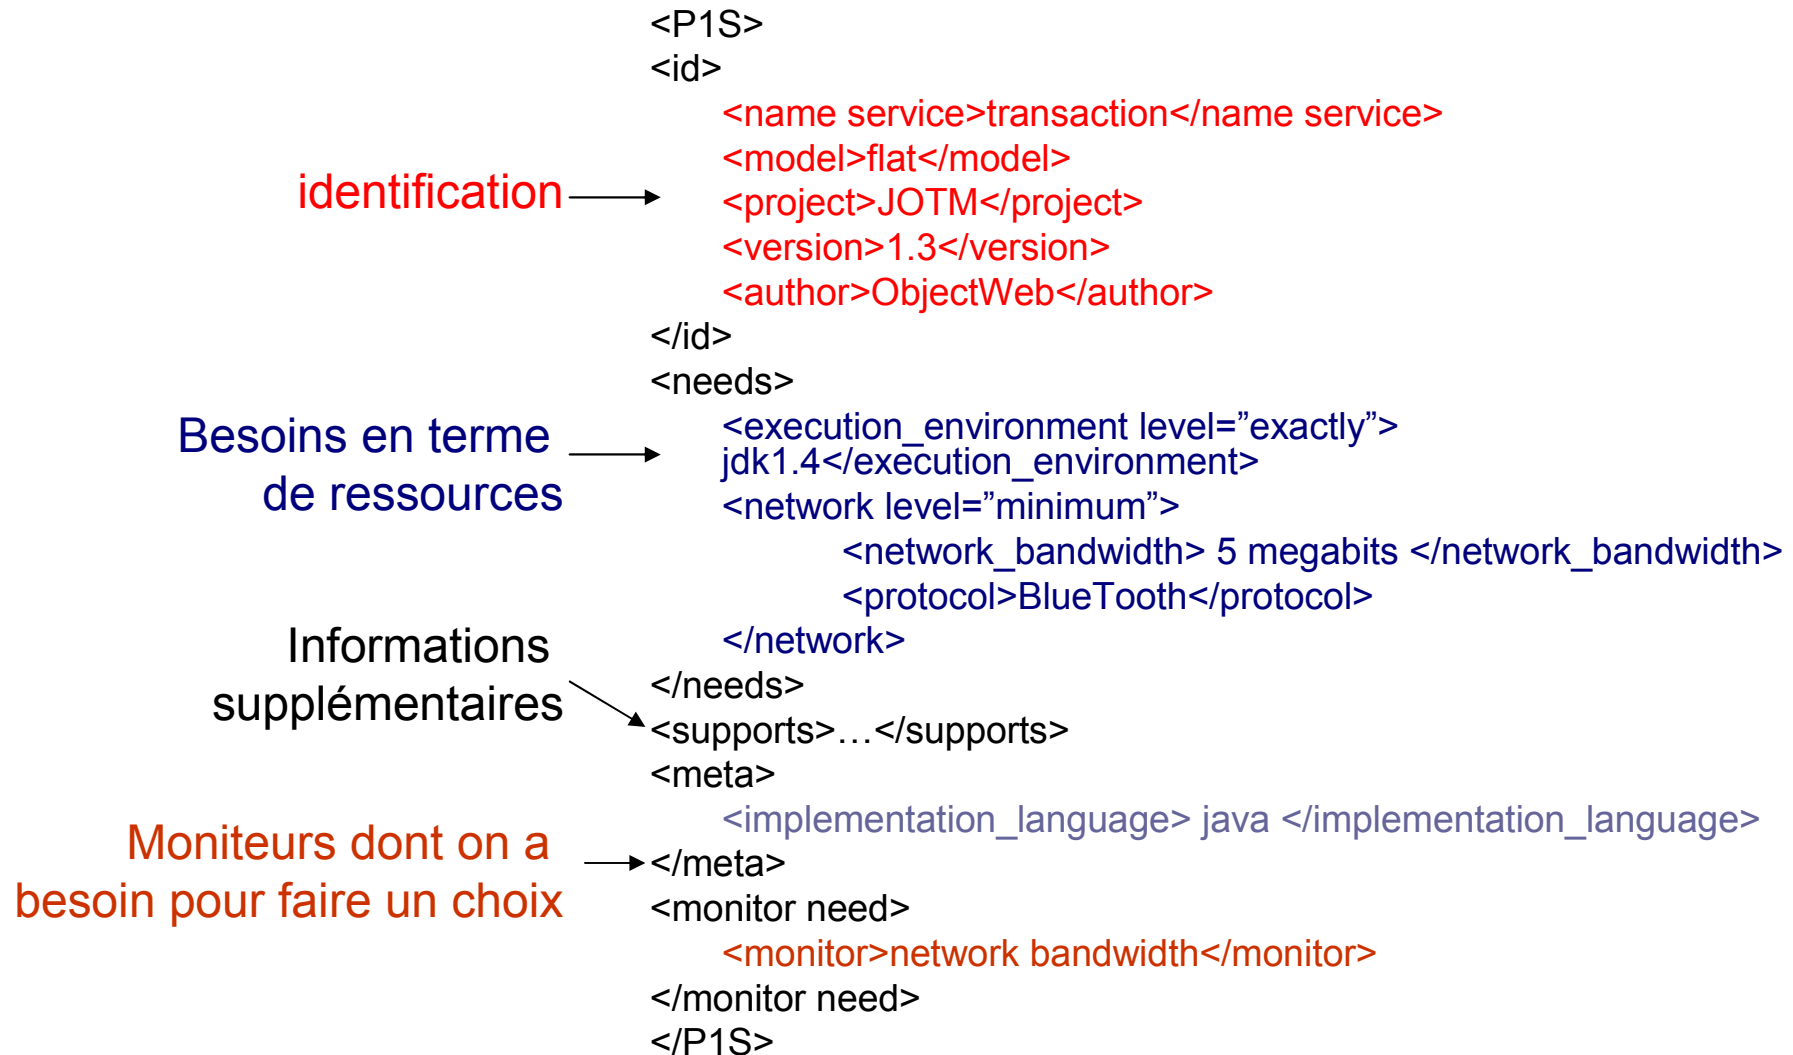 <P1S>
<id>
<name service>transaction</name service>
<model>flat</model>
identification
<project>JOTM</project>
<version>1.3</version>
<author>ObjectWeb</author>
</id>
<needs>
Besoins en terme
de ressources
<execution_environment level=”exactly”>
jdk1.4</execution_environment>
<network level=”minimum”>
<network_bandwidth> 5 megabits </network_bandwidth>
<protocol>BlueTooth</protocol>
</network>
Informations
supplémentaires
</needs>
<supports>…</supports>
<meta>
<implementation_language> java </implementation_language>
Moniteurs dont on a
besoin pour faire un choix
</meta>
<monitor need>
<monitor>network bandwidth</monitor>
</monitor need>
</P1S>